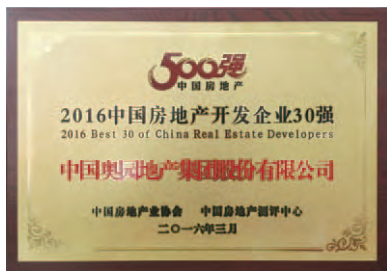 500强
中国房地产
2016中国房地产开发企业30强
2016 Best 30 of China Real Estate Developers
中国奥园地产集团股份有限公司
中国房地产业协会 中国房地产测评中心
二〇一六年三月